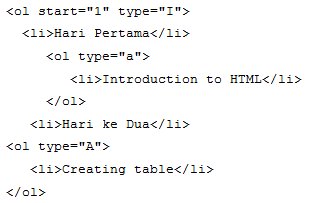 <ol start="1" type="I">
<li>Hari Pertama</li>
<ol type="a">
<li>Introduction to HTML</li>
</ol>
<li>Hari ke Dua</li>
<ol type="A">
<li>Creating table</li>
</ol>